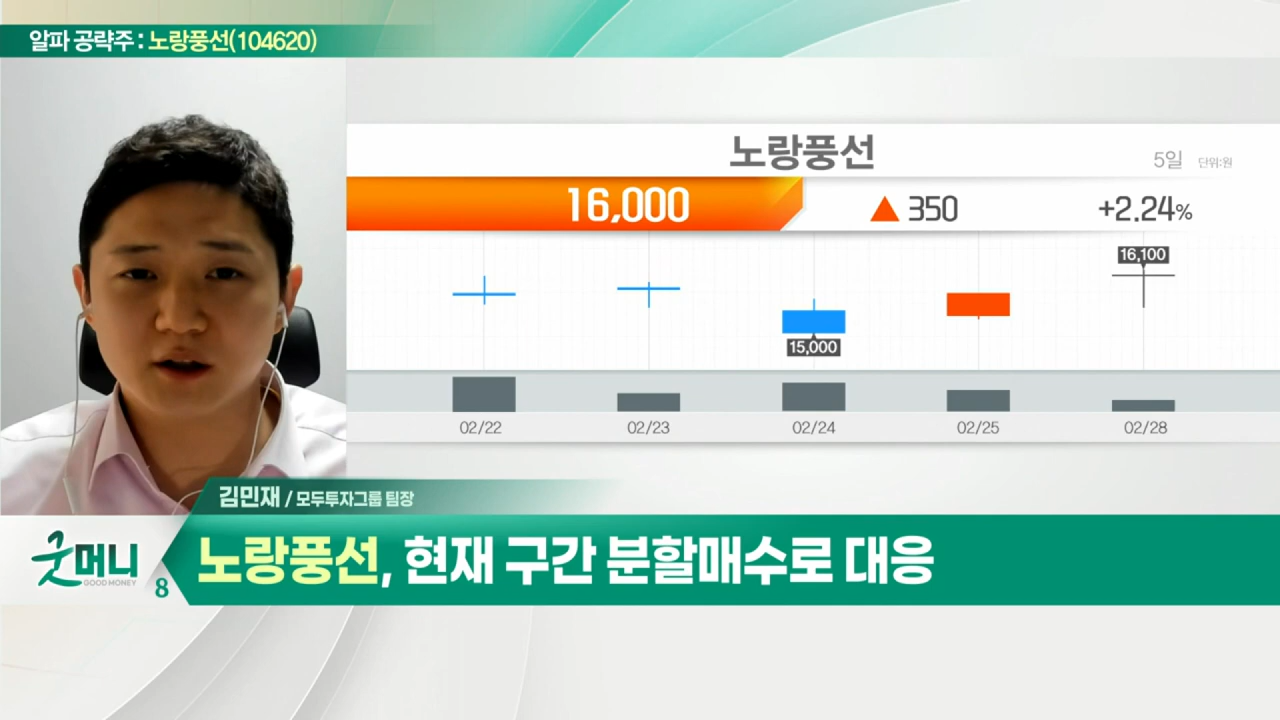 알파 공략주 : 노랑풍선(104620)
노랑풍선
5일 단위:원
16,000 ▲ 350 +2.24%
16,100
15,000
02/22 02/23 02/24 02/25 02/28
김민재 / 모두투자그룹 팀장
굿머니
GOOD MONEY
8
노랑풍선, 현재 구간 분할매수로 대응